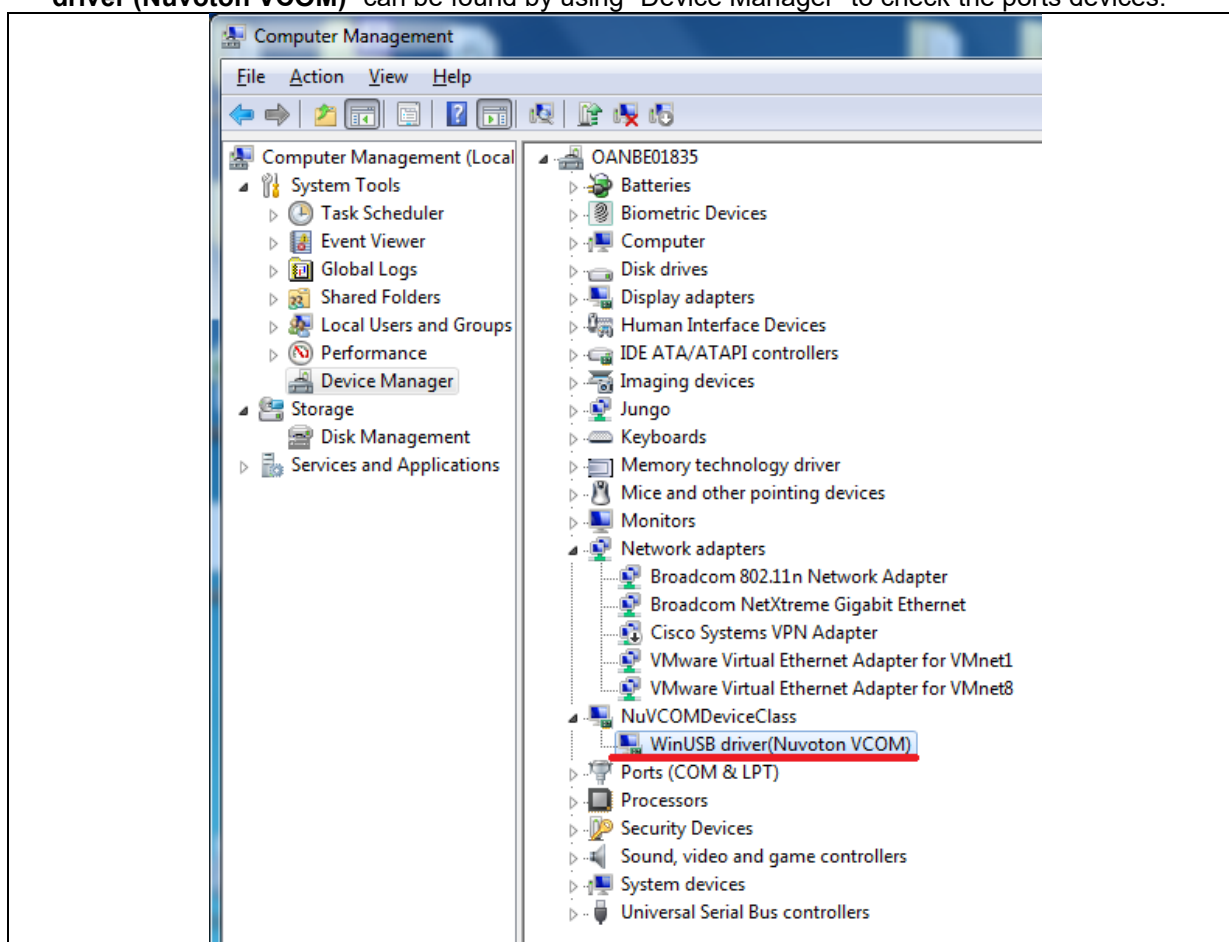 driver (Nuvoton VCOM)" can be found by using "Device Manager" to check the ports devices.
Computer Management
File Action View Help
Computer Management (Local
System Tools
Task Scheduler
Event Viewer
Global Logs
Shared Folders
Local Users and Groups
Performance
Device Manager
Storage
Disk Management
Services and Applications
OANBE01835
Batteries
Biometric Devices
Computer
Disk drives
Display adapters
Human Interface Devices
IDE ATA/ATAPI controllers
Imaging devices
Jungo
Keyboards
Memory technology driver
Mice and other pointing devices
Monitors
Network adapters
Broadcom 802.11n Network Adapter
Broadcom NetXtreme Gigabit Ethernet
Cisco Systems VPN Adapter
VMware Virtual Ethernet Adapter for VMnet1
VMware Virtual Ethernet Adapter for VMnet8
NuVCOMDeviceClass
WinUSB driver(Nuvoton VCOM)
Ports (COM & LPT)
Processors
Security Devices
Sound, video and game controllers
System devices
Universal Serial Bus controllers